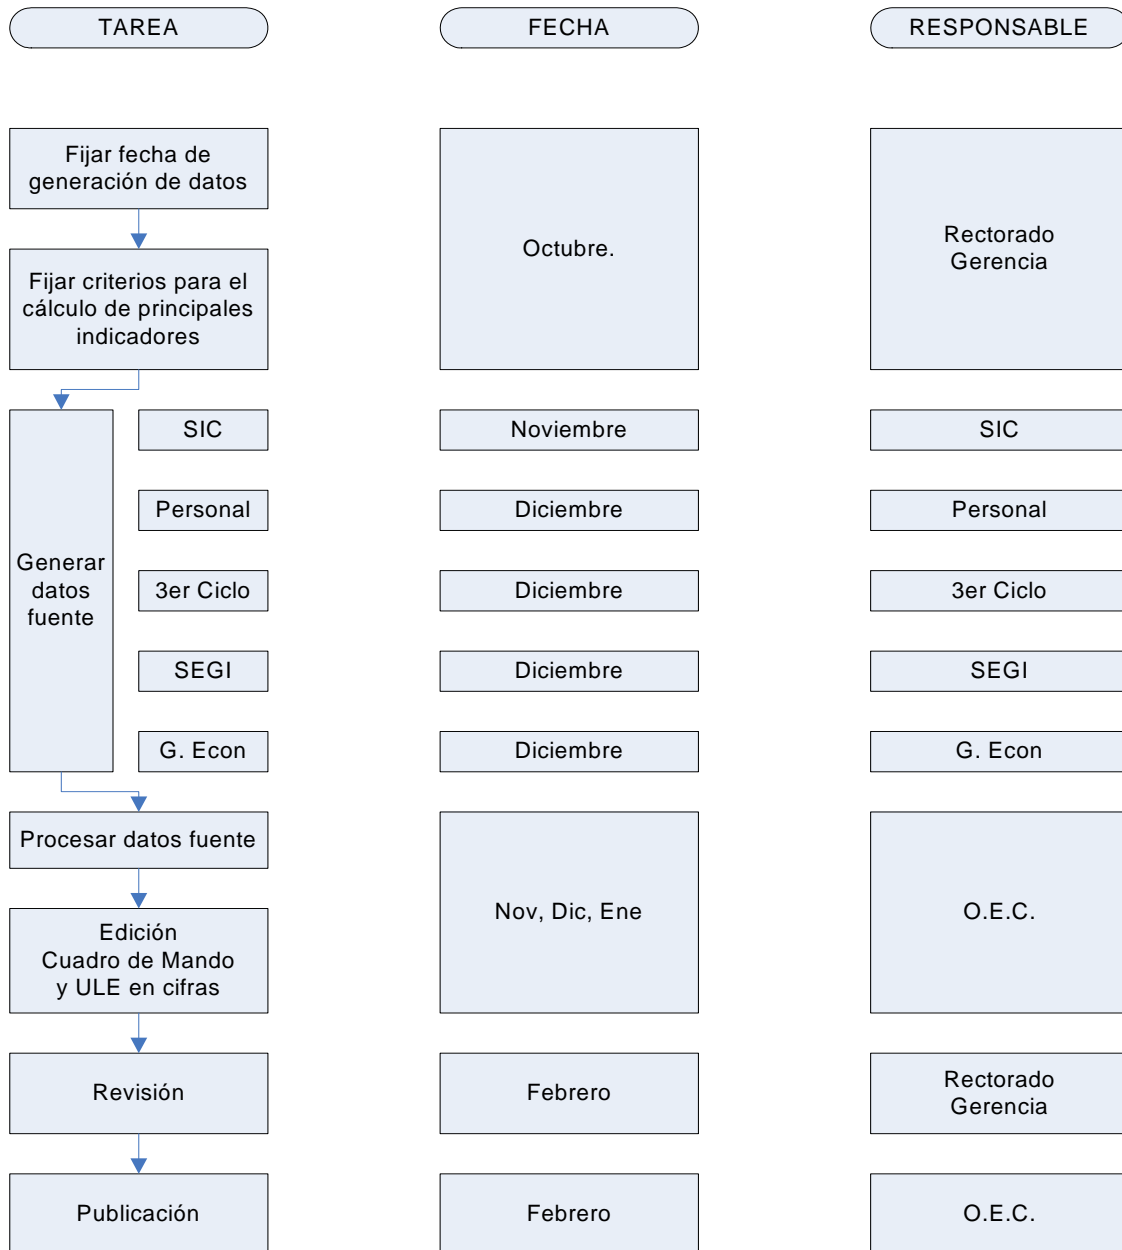 TAREA
FECHA
RESPONSABLE
Fijar fecha de
generación de datos
Fijar criterios para el
cálculo de principales
indicadores
Octubre.
Rectorado
Gerencia
Generar
datos
fuente
SIC
Noviembre
SIC
Personal
Diciembre
Personal
3er Ciclo
Diciembre
3er Ciclo
SEGI
Diciembre
SEGI
G. Econ
Diciembre
G. Econ
Procesar datos fuente
Edición
Cuadro de Mando
y ULE en cifras
Nov, Dic, Ene
O.E.C.
Revisión
Febrero
Rectorado
Gerencia
Publicación
Febrero
O.E.C.